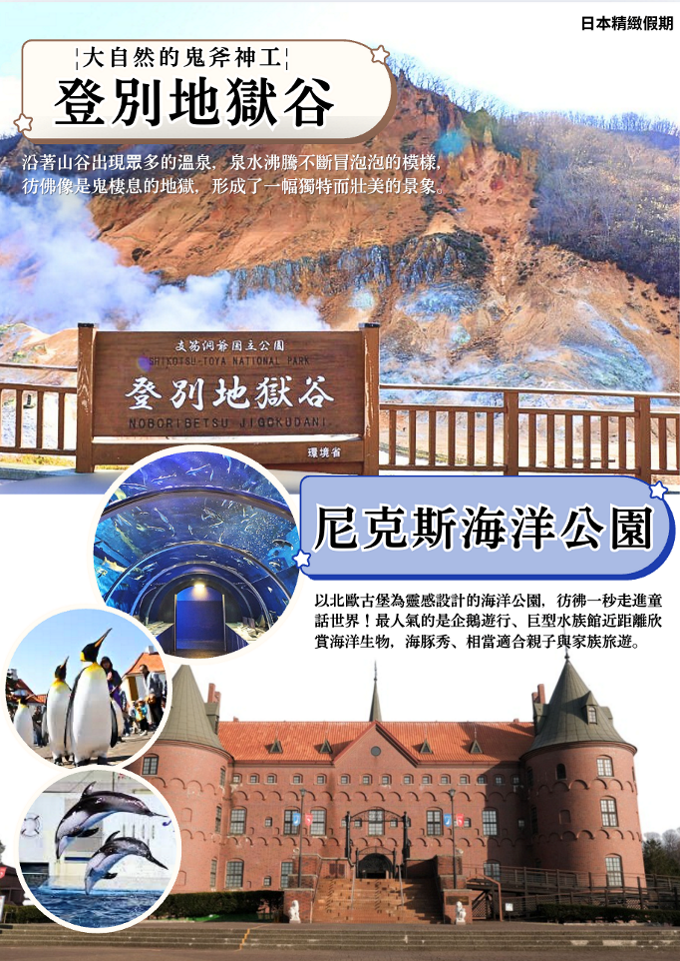 日本精緻假期
¦大自然的鬼斧神工¦
登別地獄谷
沿著山谷出現眾多的溫泉，泉水沸騰不斷冒泡泡的模樣，
彷佛像是鬼棲息的地獄，形成了一幅獨特而壯美的景象。
支笏洞爺国立公園
SHIKOTSU-TOYA NATIONAL PARK
登別地獄谷
NOBORIBETSU JIGOKUDANI
環境省
尼克斯海洋公園
以北歐古堡為靈感設計的海洋公園，彷彿一秒走進童
話世界！最人氣的是企鵝遊行、巨型水族館近距離欣
賞海洋生物，海豚秀、相當適合親子與家族旅遊。